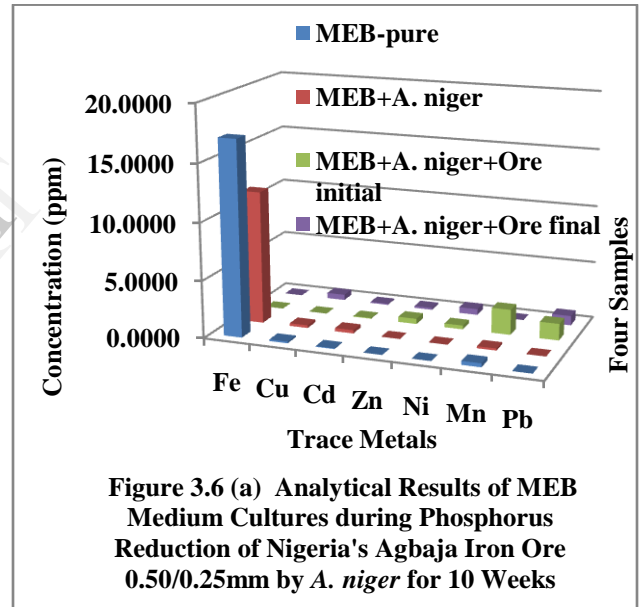 MEB-pure
MEB+A. niger
MEB+A. niger+Ore
initial
MEB+A. niger+Ore final
20.0000
15.0000
10.0000
5.0000
0.0000
Concentration (ppm)
Four Samples
Fe Cu Cd Zn Ni Mn Pb
Trace Metals
Figure 3.6 (a) Analytical Results of MEB
Medium Cultures during Phosphorus
Reduction of Nigeria's Agbaja Iron Ore
0.50/0.25mm by A. niger for 10 Weeks